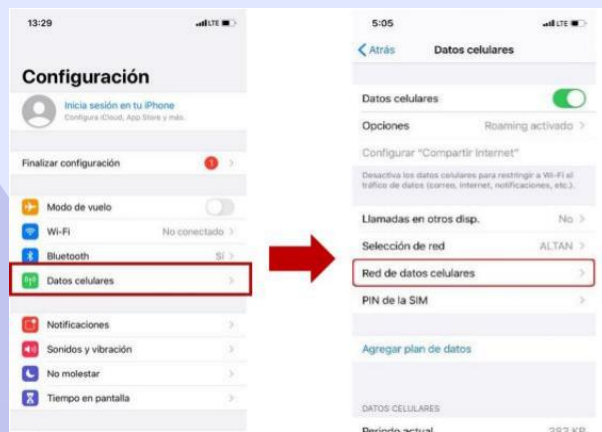 13:29
LTE
Configuración
Inicia sesión en tu iPhone
Configura iCloud, App Store y más.
Finalizar configuración
1
Modo de vuelo
Wi-Fi
No conectado
Bluetooth
Sí
Datos celulares
Notificaciones
Sonidos y vibración
No molestar
Tiempo en pantalla
5:05
LTE
Atrás
Datos celulares
Datos celulares
Opciones
Roaming activado
Configurar "Compartir Internet"
Desactiva los datos celulares para restringir a Wi-Fi el
tráfico de datos (correo, Internet, notificaciones, etc.).
Llamadas en otros disp.
No
Selección de red
ALTAN
Red de datos celulares
PIN de la SIM
Agregar plan de datos
DATOS CELULARES
Periodo actual
KB